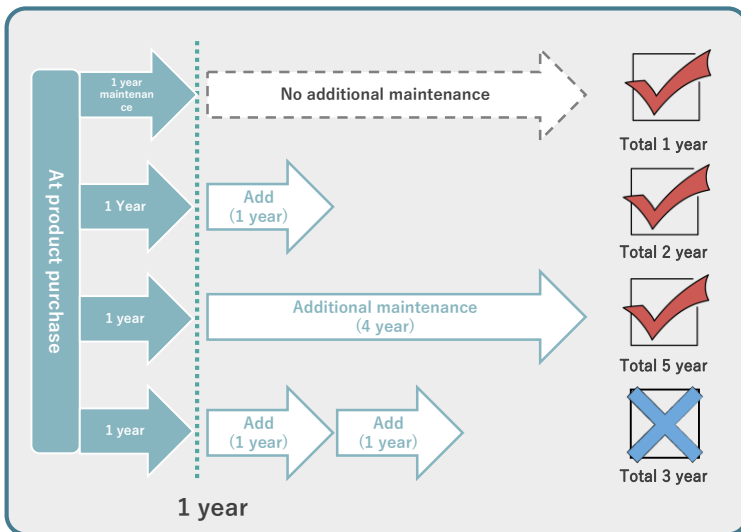 At product purchase
1 year
maintenan
ce
No additional maintenance
Total 1 year
1 Year
Add
(1 year)
Total 2 year
1 year
Additional maintenance
(4 year)
Total 5 year
1 year
Add
(1 year)
Add
(1 year)
Total 3 year
1 year